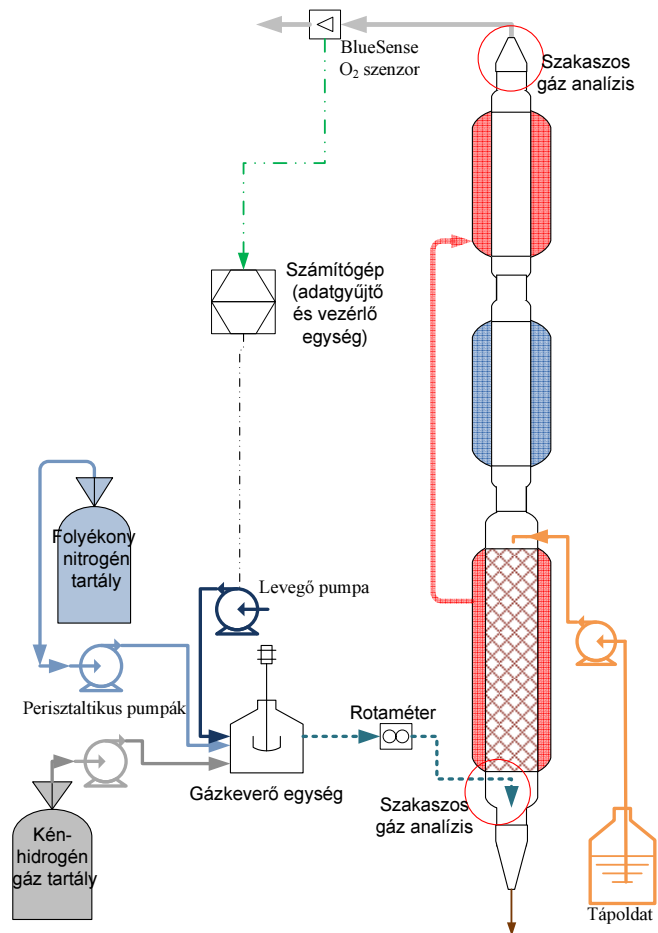 BlueSense
O₂ szenzor
Szakaszos
gáz analízis
Számítógép
(adatgyűjtő
és vezérlő
egység)
Folyékony
nitrogén
tartály
Levegő pumpa
Perisztaltikus pumpák
Rotaméter
Gázkeverő egység
Szakaszos
gáz analízis
Kén-
hidrogén
gáz tartály
Tápoldat